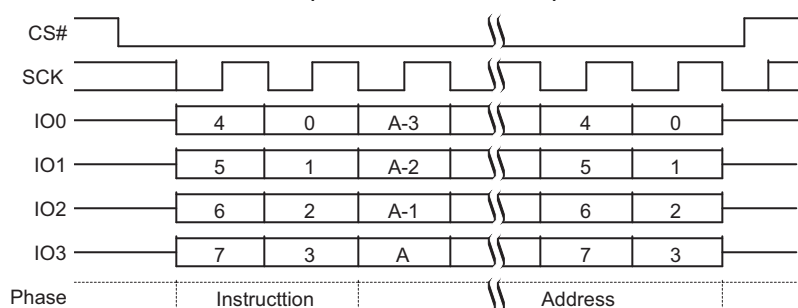 CS#
SCK
IO0 4 0 A-3 4 0
IO1 5 1 A-2 5 1
IO2 6 2 A-1 6 2
IO3 7 3 A 7 3
Phase Instructtion Address